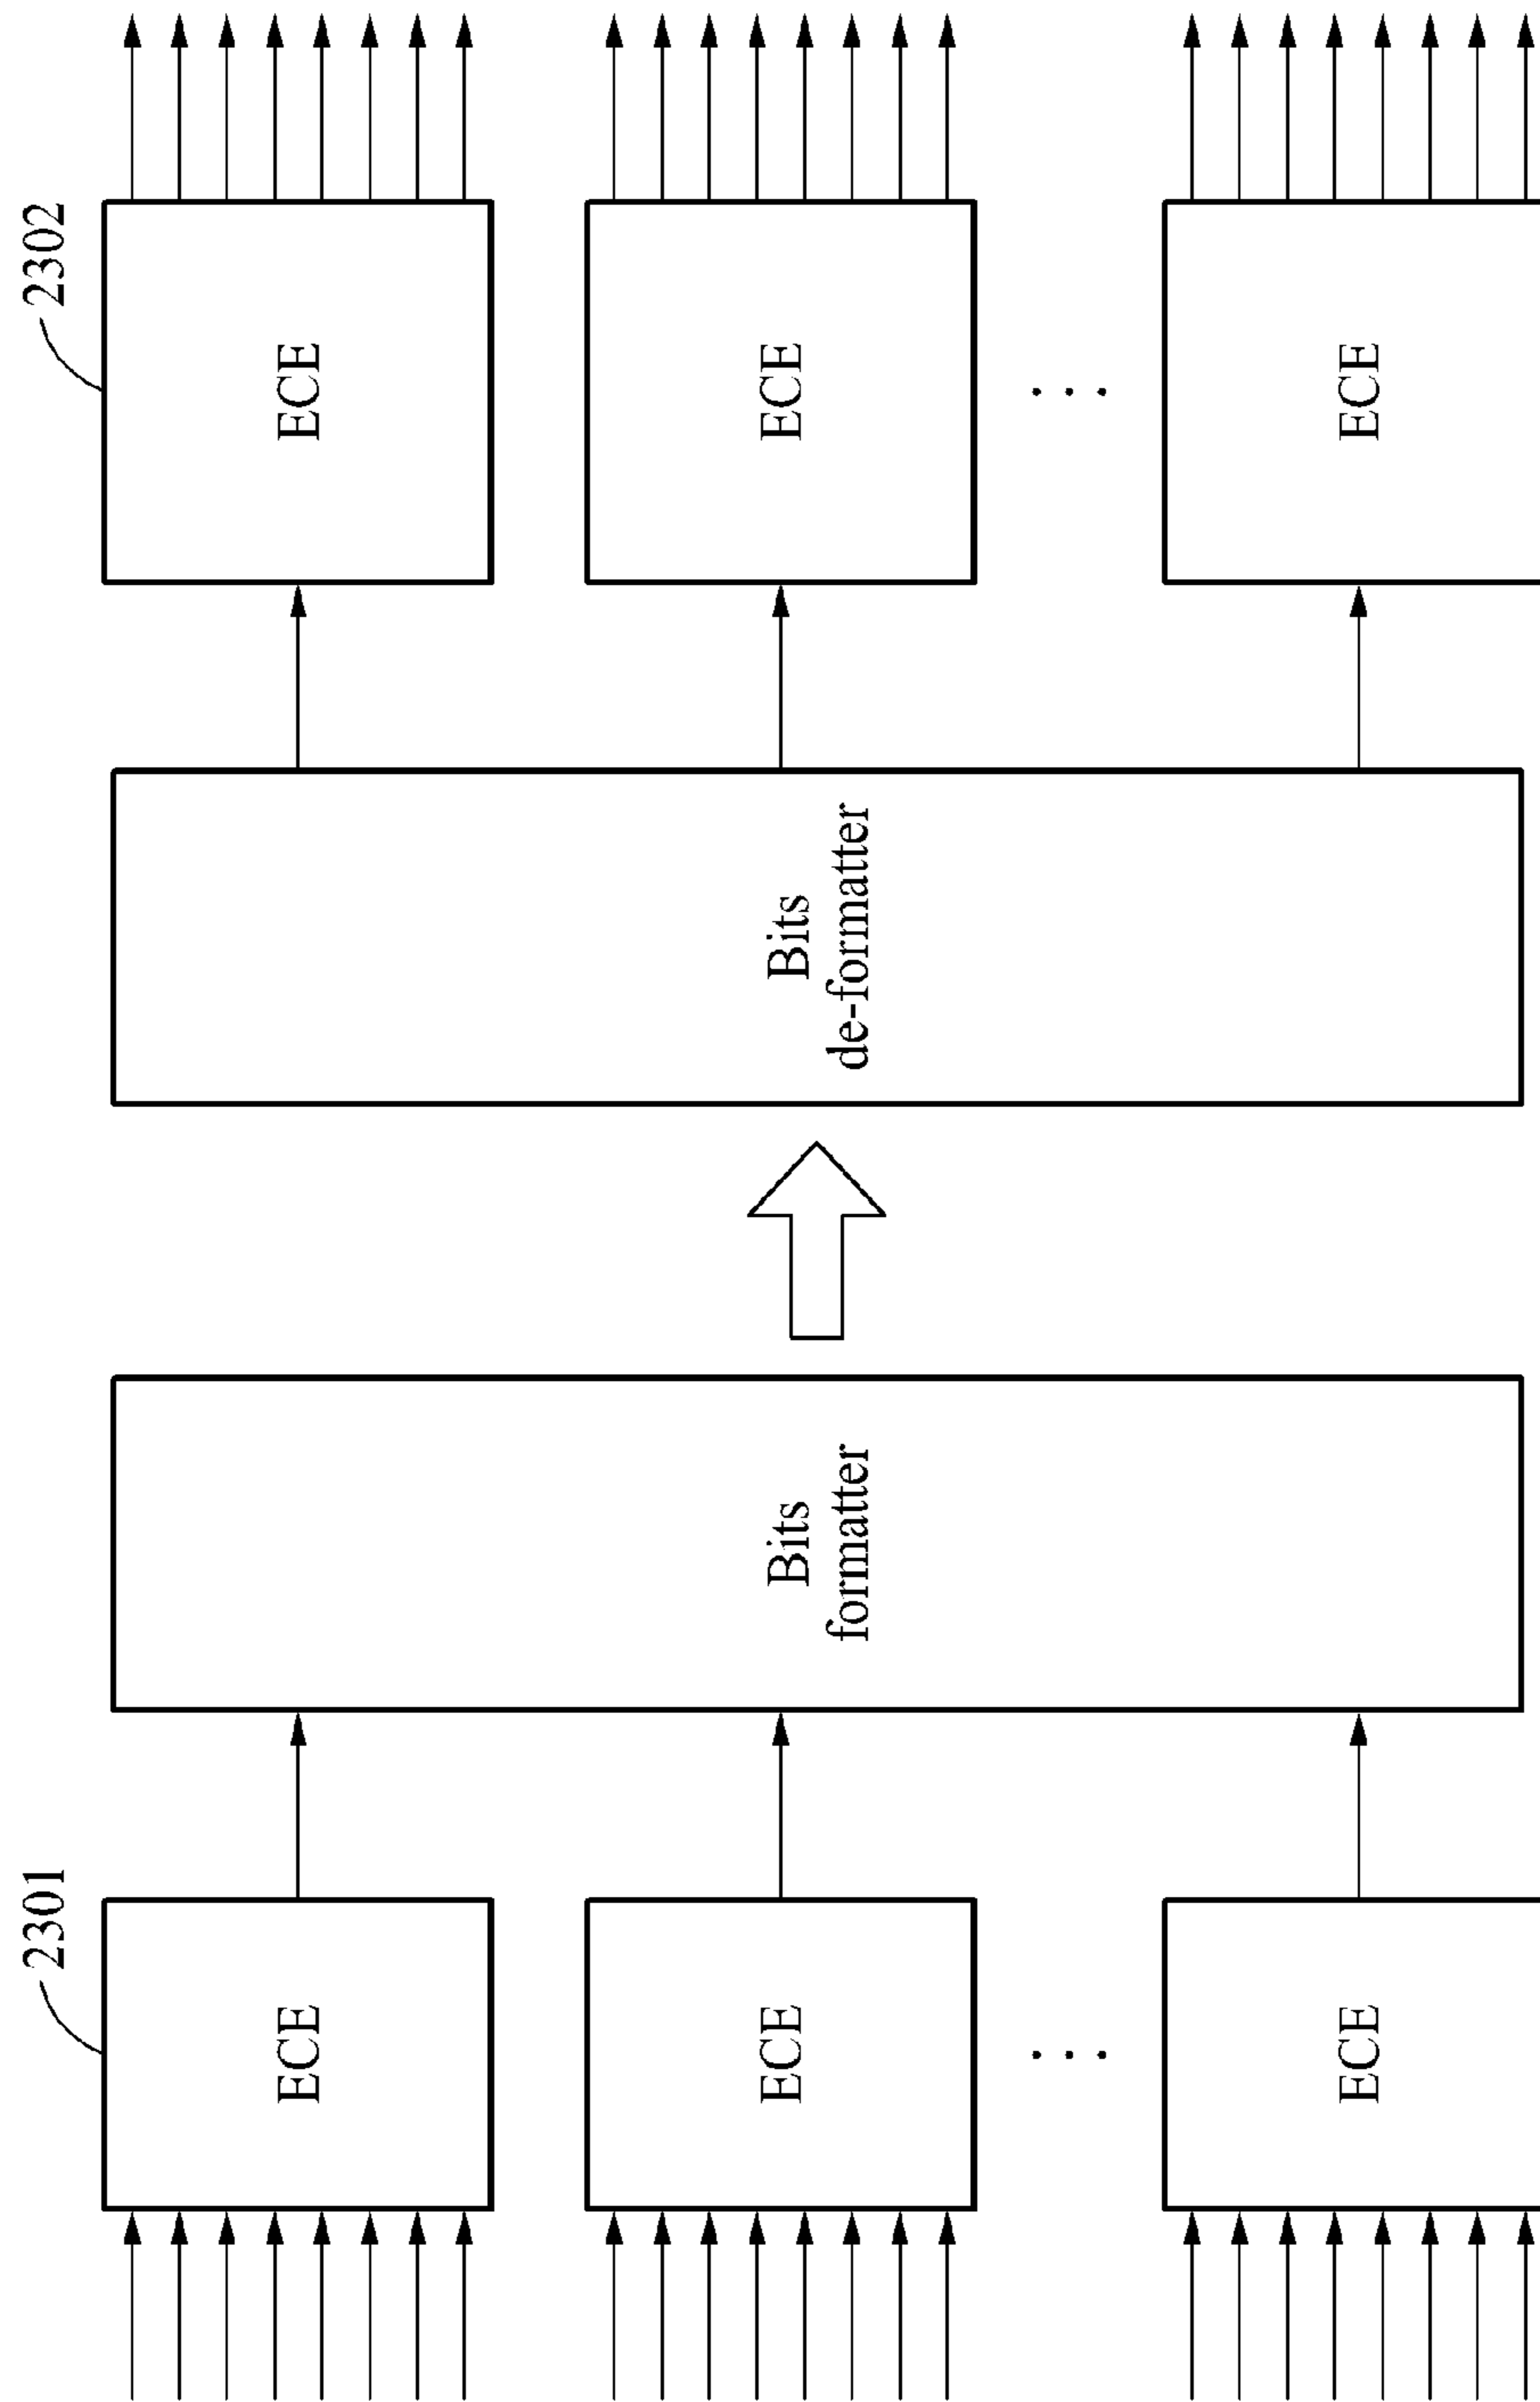 2301
2302
ECE
ECE
ECE
Bits
formatter
Bits
de-formatter
ECE
ECE
ECE